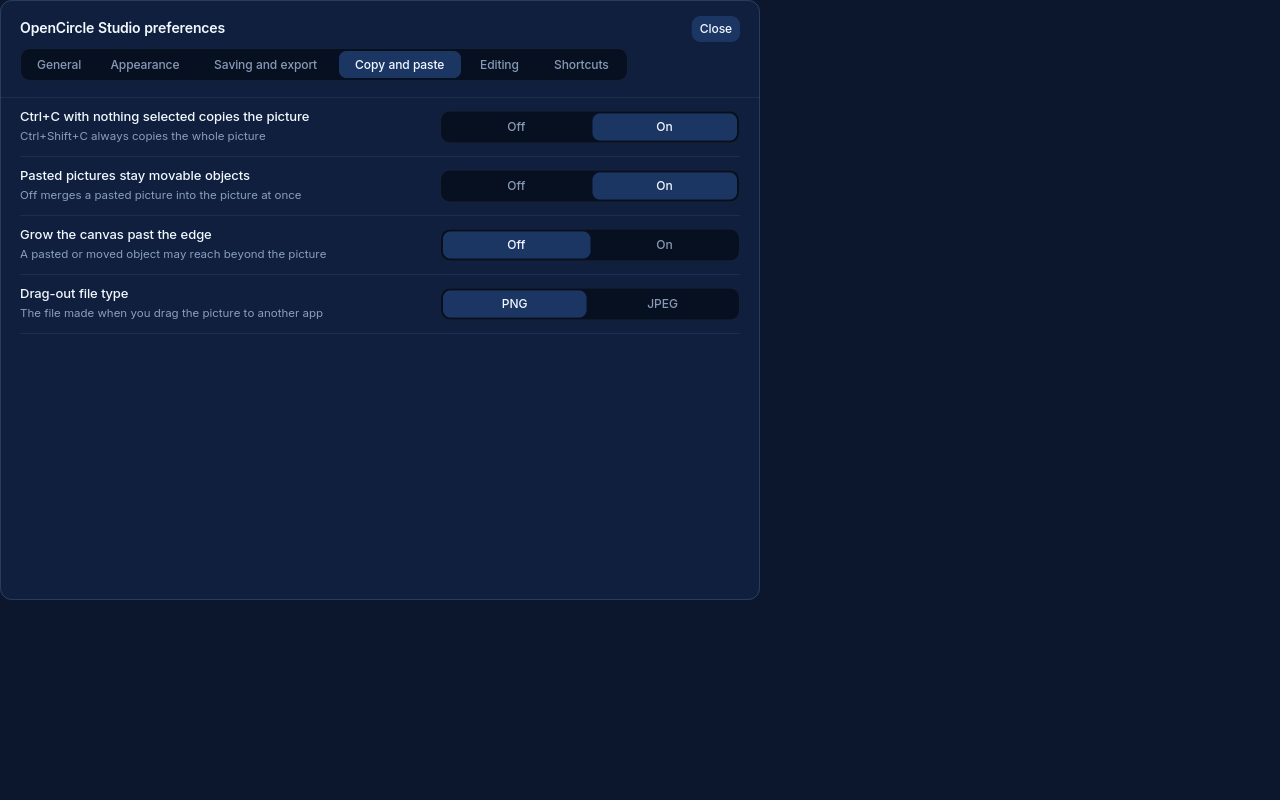 OpenCircle Studio preferences
Close
General Appearance Saving and export Copy and paste Editing Shortcuts
Ctrl+C with nothing selected copies the picture
Ctrl+Shift+C always copies the whole picture
Off On
Pasted pictures stay movable objects
Off merges a pasted picture into the picture at once
Off On
Grow the canvas past the edge
A pasted or moved object may reach beyond the picture
Off On
Drag-out file type
The file made when you drag the picture to another app
PNG JPEG